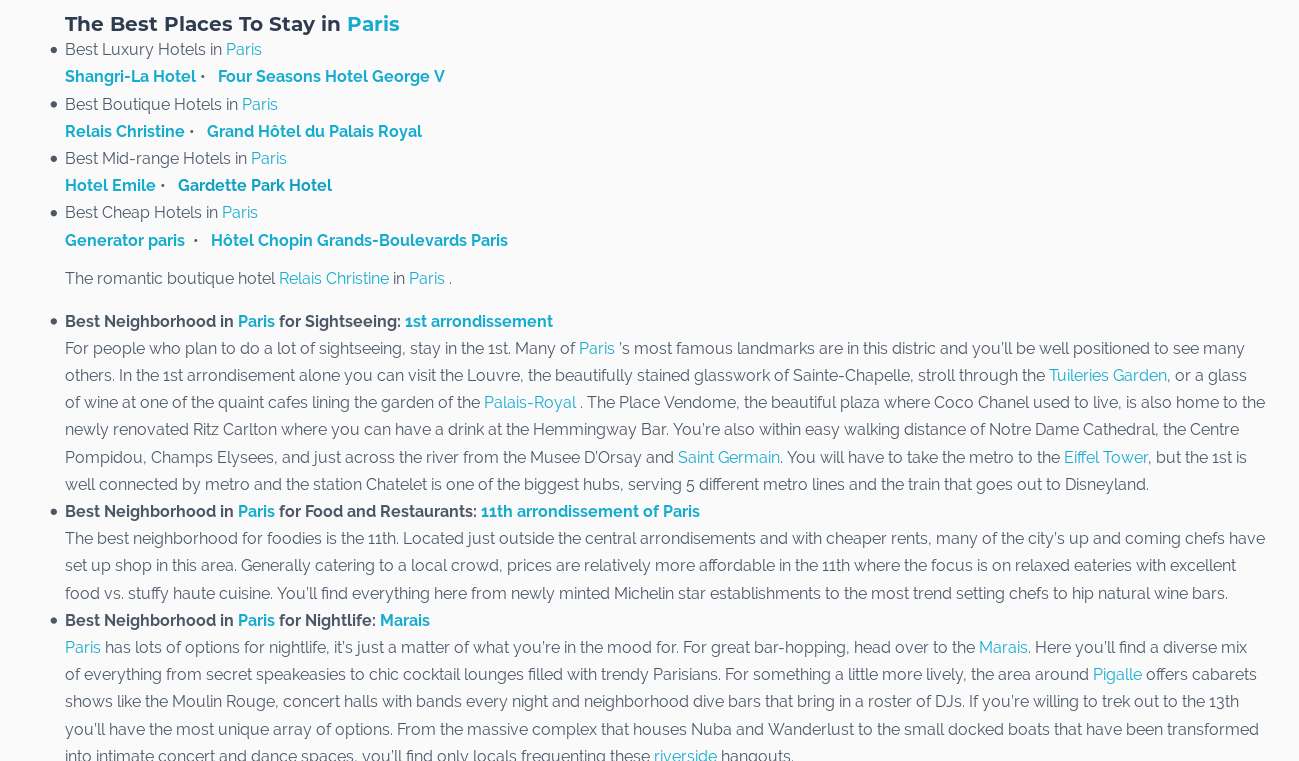 The Best Places To Stay in Paris
• Best Luxury Hotels in Paris
Shangri-La Hotel • Four Seasons Hotel George V
• Best Boutique Hotels in Paris
Relais Christine • Grand Hôtel du Palais Royal
• Best Mid-range Hotels in Paris
Hotel Emile • Gardette Park Hotel
• Best Cheap Hotels in Paris
Generator paris • Hôtel Chopin Grands-Boulevards Paris
The romantic boutique hotel Relais Christine in Paris .
• Best Neighborhood in Paris for Sightseeing: 1st arrondissement
For people who plan to do a lot of sightseeing, stay in the 1st. Many of Paris 's most famous landmarks are in this distric and you'll be well positioned to see many
others. In the 1st arrondisement alone you can visit the Louvre, the beautifully stained glasswork of Sainte-Chapelle, stroll through the Tuileries Garden, or a glass
of wine at one of the quaint cafes lining the garden of the Palais-Royal . The Place Vendome, the beautiful plaza where Coco Chanel used to live, is also home to the
newly renovated Ritz Carlton where you can have a drink at the Hemmingway Bar. You're also within easy walking distance of Notre Dame Cathedral, the Centre
Pompidou, Champs Elysees, and just across the river from the Musee D'Orsay and Saint Germain. You will have to take the metro to the Eiffel Tower, but the 1st is
well connected by metro and the station Chatelet is one of the biggest hubs, serving 5 different metro lines and the train that goes out to Disneyland.
• Best Neighborhood in Paris for Food and Restaurants: 11th arrondissement of Paris
The best neighborhood for foodies is the 11th. Located just outside the central arrondisements and with cheaper rents, many of the city's up and coming chefs have
set up shop in this area. Generally catering to a local crowd, prices are relatively more affordable in the 11th where the focus is on relaxed eateries with excellent
food vs. stuffy haute cuisine. You'll find everything here from newly minted Michelin star establishments to the most trend setting chefs to hip natural wine bars.
• Best Neighborhood in Paris for Nightlife: Marais
Paris has lots of options for nightlife, it's just a matter of what you're in the mood for. For great bar-hopping, head over to the Marais. Here you'll find a diverse mix
of everything from secret speakeasies to chic cocktail lounges filled with trendy Parisians. For something a little more lively, the area around Pigalle offers cabarets
shows like the Moulin Rouge, concert halls with bands every night and neighborhood dive bars that bring in a roster of DJs. If you're willing to trek out to the 13th
you'll have the most unique array of options. From the massive complex that houses Nuba and Wanderlust to the small docked boats that have been transformed
into intimate concert and dance spaces, you'll find only locals frequenting these riverside hangouts.